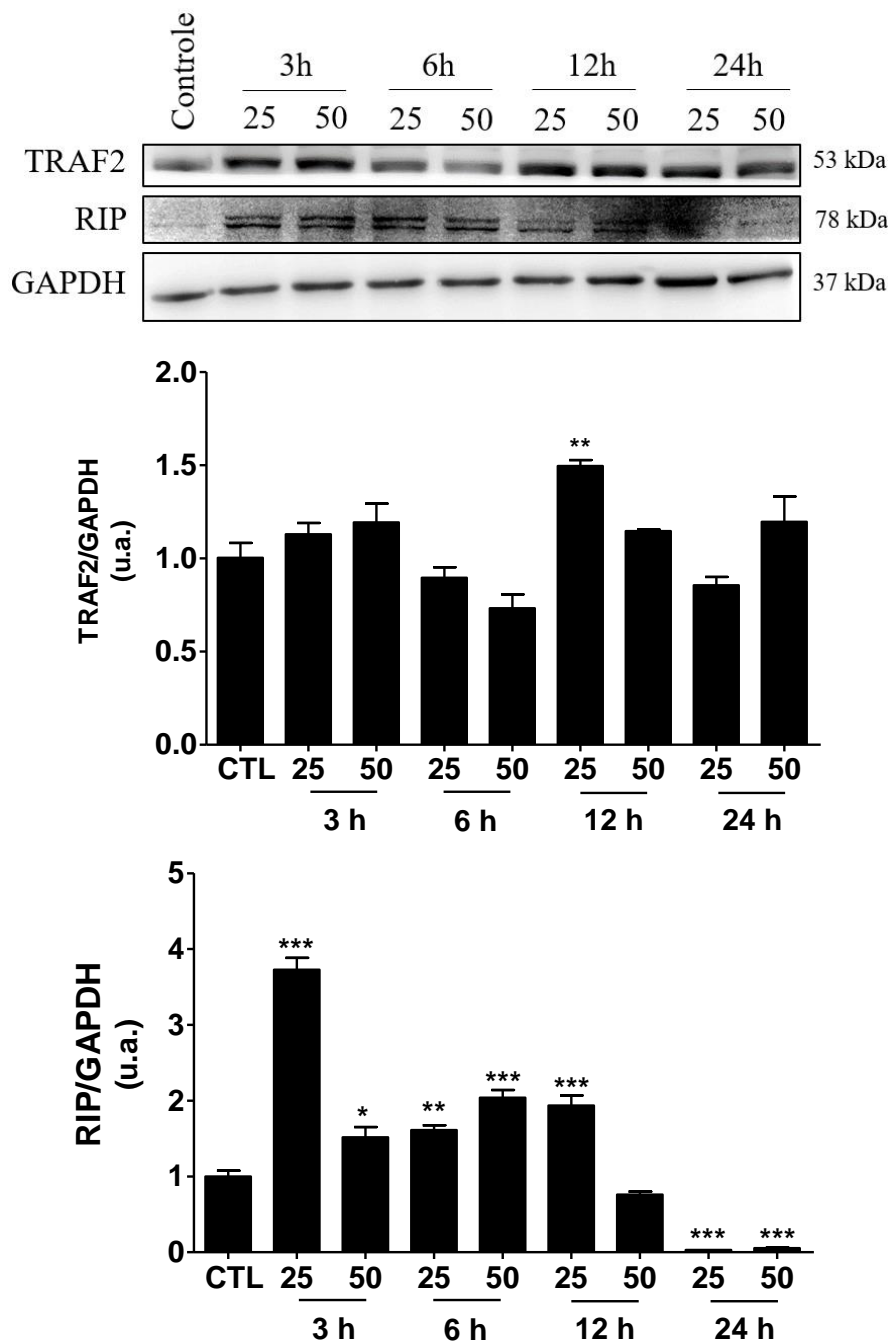 Controle
3h 6h 12h 24h
25 50 25 50 25 50 25 50
TRAF2 53 kDa
RIP 78 kDa
GAPDH 37 kDa
2.0
1.5
1.0
0.5
0.0
TRAF2/GAPDH
(u.a.)
**
CTL 25 50 25 50 25 50 25 50
3 h 6 h 12 h 24 h
5
4
3
2
1
0
RIP/GAPDH
(u.a.)
*** * ** *** *** *** ***
CTL 25 50 25 50 25 50 25 50
3 h 6 h 12 h 24 h